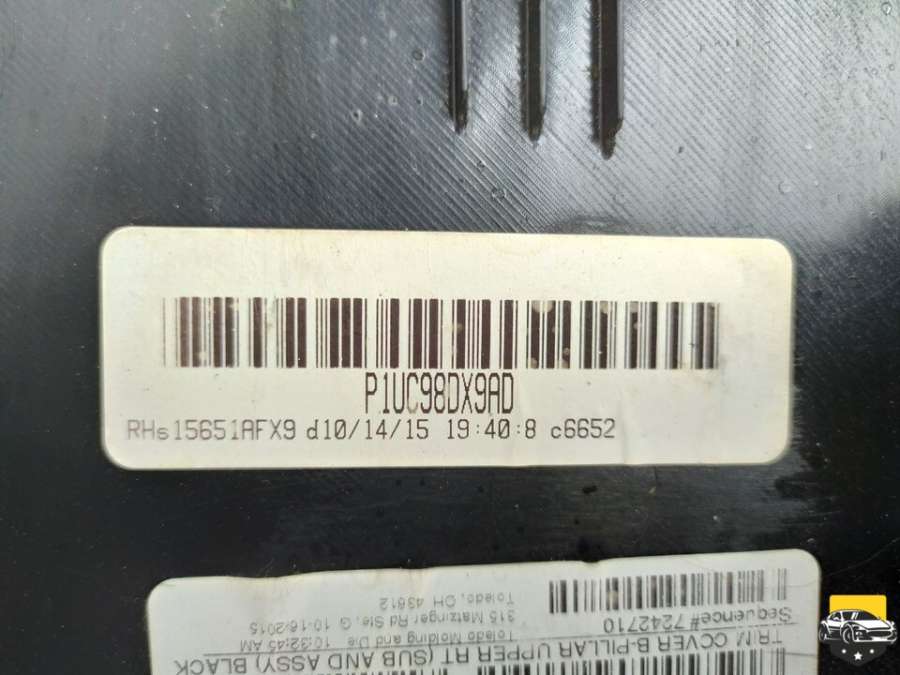 P1UC98DX9AD
RHs15651AFX9 d10/14/15 19:40:8 c6652
TRIM COVER B-PILLAR UPPER RT (SUB AND ASSY) BLACK
Sequence#7242710
Toledo Molding and Die 10:32:45 AM
315 Matzinger Rd Ste, G 10-16-2015
Toledo, OH 43612